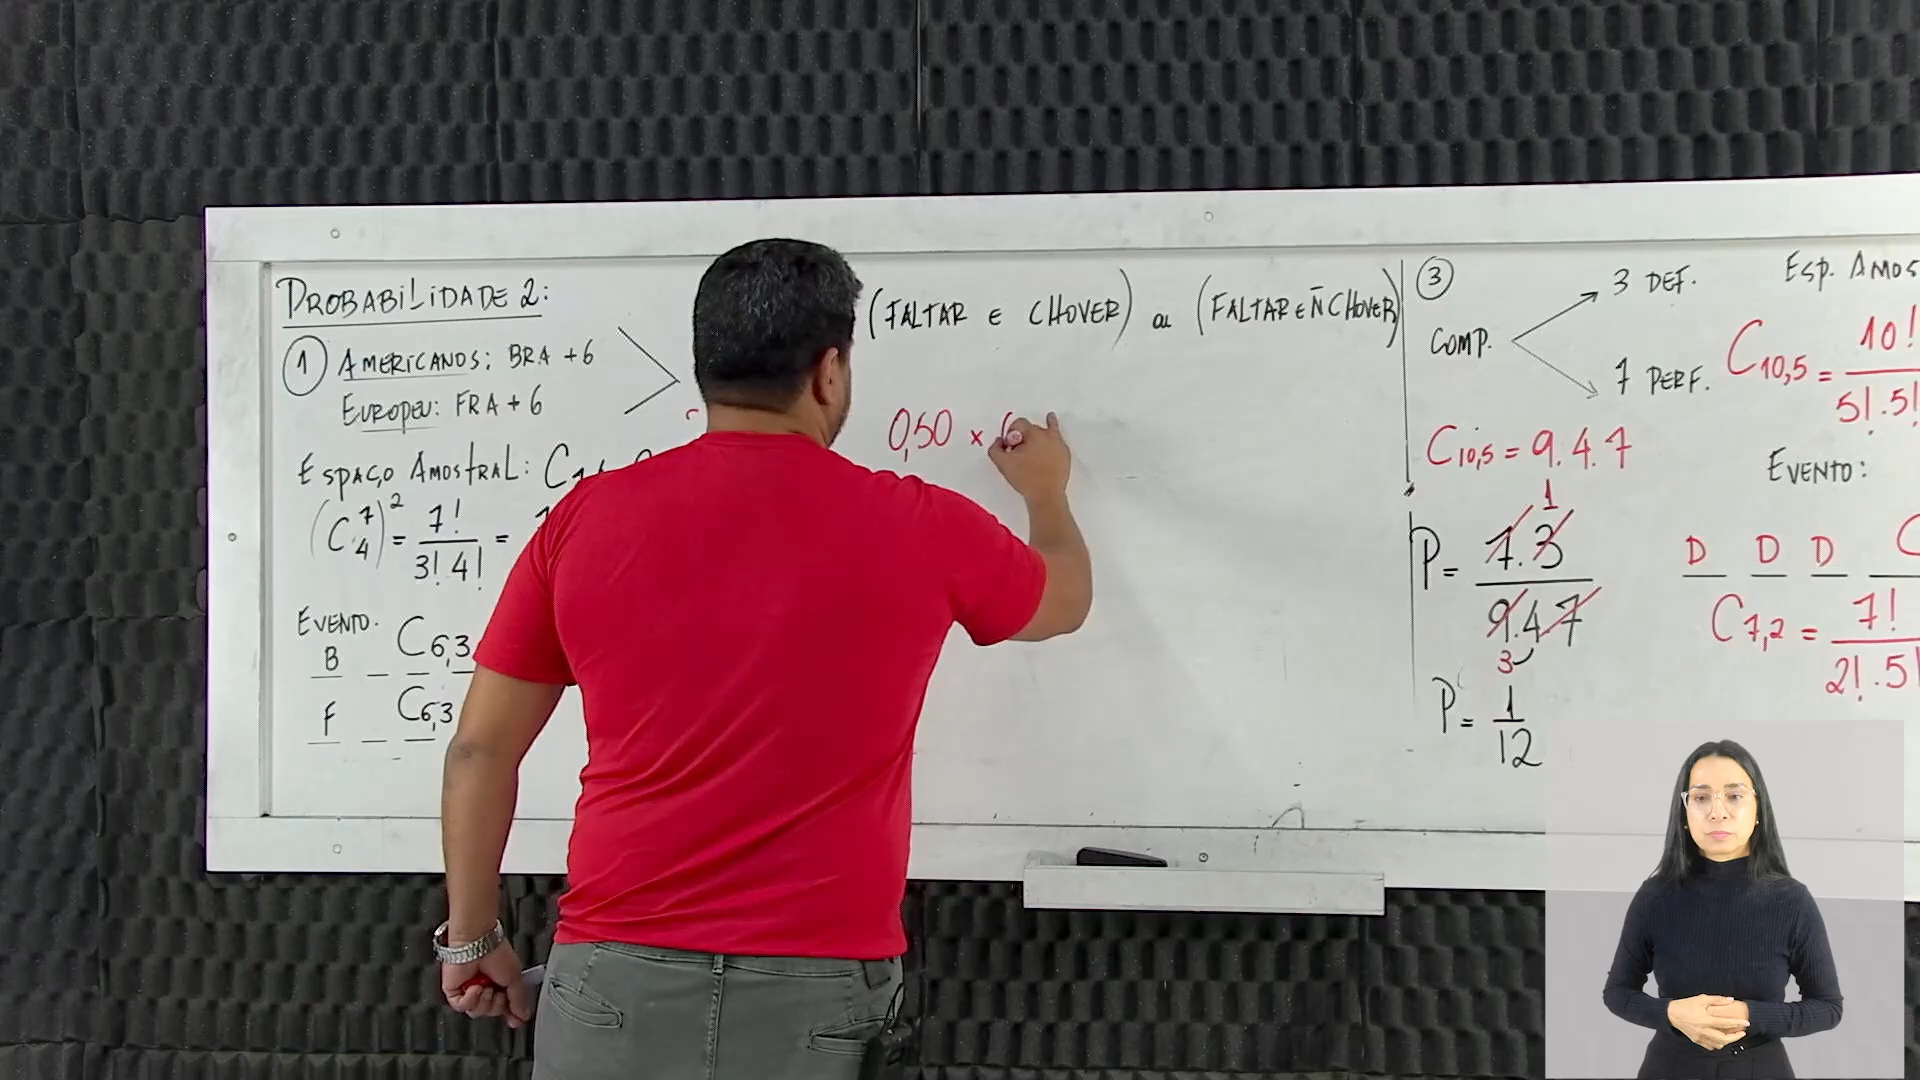 PROBABILIDADE 2:
1 AMERICANOS: BRA + 6
EUROPEU: FRA + 6
ESPAÇO AMOSTRAL:
(C 7 4)² = 7! / 3! 4! =
EVENTO.
B _ C6,3
F _ C6,3
(FALTAR E CHOVER) ou (FALTAR E Ñ CHOVER)
0,50 ×
3
COMP.
3 DEF.
7 PERF.
C10,5 = 9.4.7
P = 7.3 / 9.4.7
1
3
P = 1 / 12
ESP. AMOS
C10,5 = 10! / 5!.5!
EVENTO:
D D D
C7,2 = 7! / 2!.5!